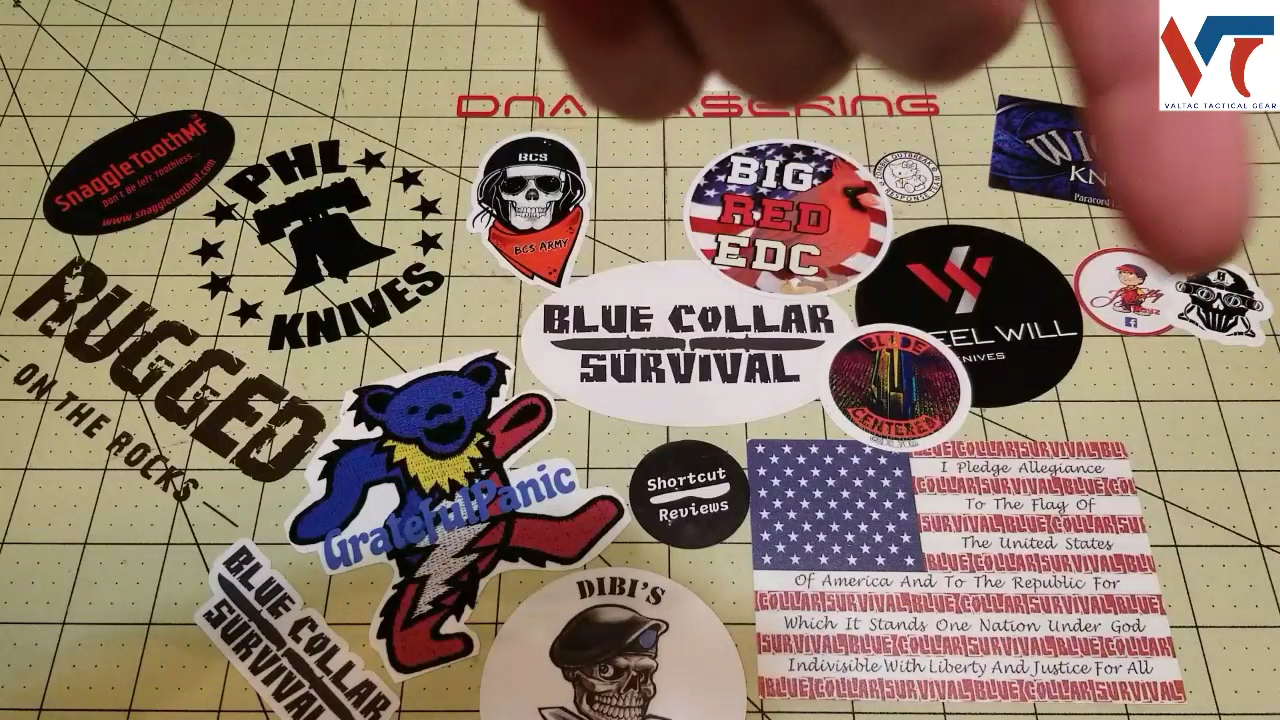 VALTAC TACTICAL GEAR
DNA
SnaggleToothMF
Don't Be left Toothless...
www.snaggletoothmf.com
PHL
KNIVES
BCS
BCS ARMY
BIG
RED
EDC
RUGGED
ON THE ROCKS
BLUE COLLAR
SURVIVAL
WILL
KNIVES
BLADE
CENTERED
GratefulPanic
Shortcut
Reviews
BLUE COLLAR
SURVIVAL
DIBI'S
I Pledge Allegiance
To The Flag Of
The United States
Of America And To The Republic For
Which It Stands One Nation Under God
Indivisible With Liberty And Justice For All
BLUE COLLAR SURVIVAL BLUE COLLAR SURVIVAL